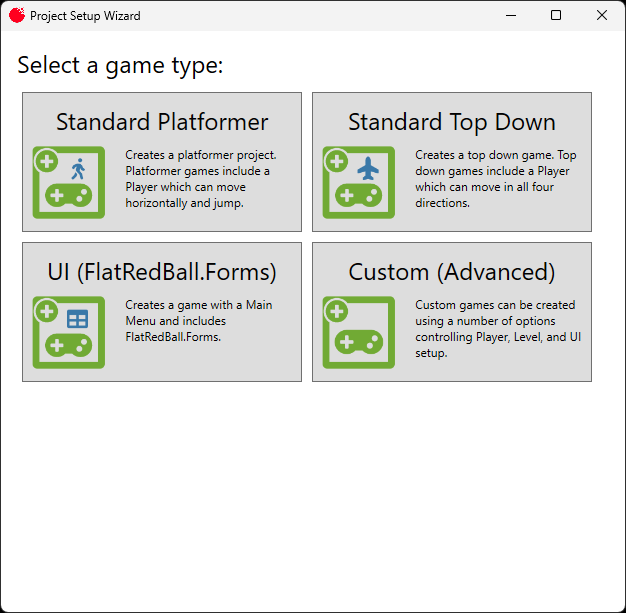 Project Setup Wizard
Select a game type:
Standard Platformer
Creates a platformer project.
Platformer games include a
Player which can move
horizontally and jump.
Standard Top Down
Creates a top down game. Top
down games include a Player
which can move in all four
directions.
UI (FlatRedBall.Forms)
Creates a game with a Main
Menu and includes
FlatRedBall.Forms.
Custom (Advanced)
Custom games can be created
using a number of options
controlling Player, Level, and UI
setup.